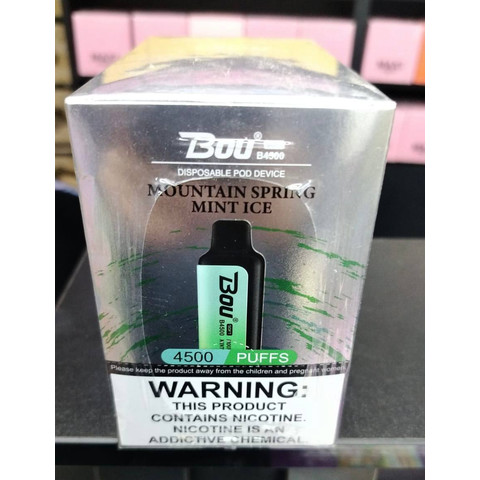 Bou®
B4500
DISPOSABLE POD DEVICE
MOUNTAIN SPRING
MINT ICE
Bou®
B4500
4500 PUFFS
Please keep the product away from the children and pregnant women
WARNING:
THIS PRODUCT
CONTAINS NICOTINE.
NICOTINE IS AN
ADDICTIVE CHEMICAL.